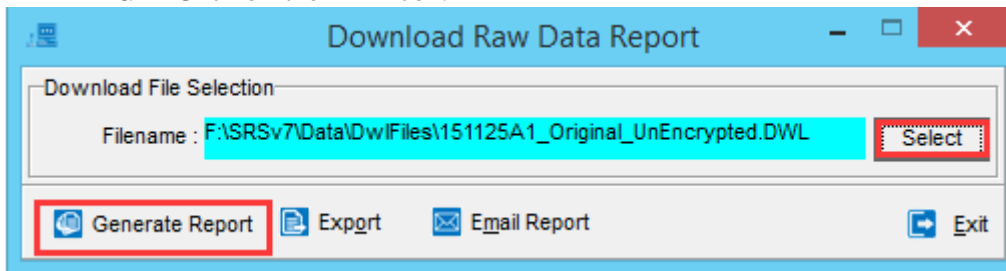 Download Raw Data Report
Download File Selection
Filename : F:\SRSv7\Data\DwlFiles\151125A1_Original_UnEncrypted.DWL Select
Generate Report Export Email Report Exit